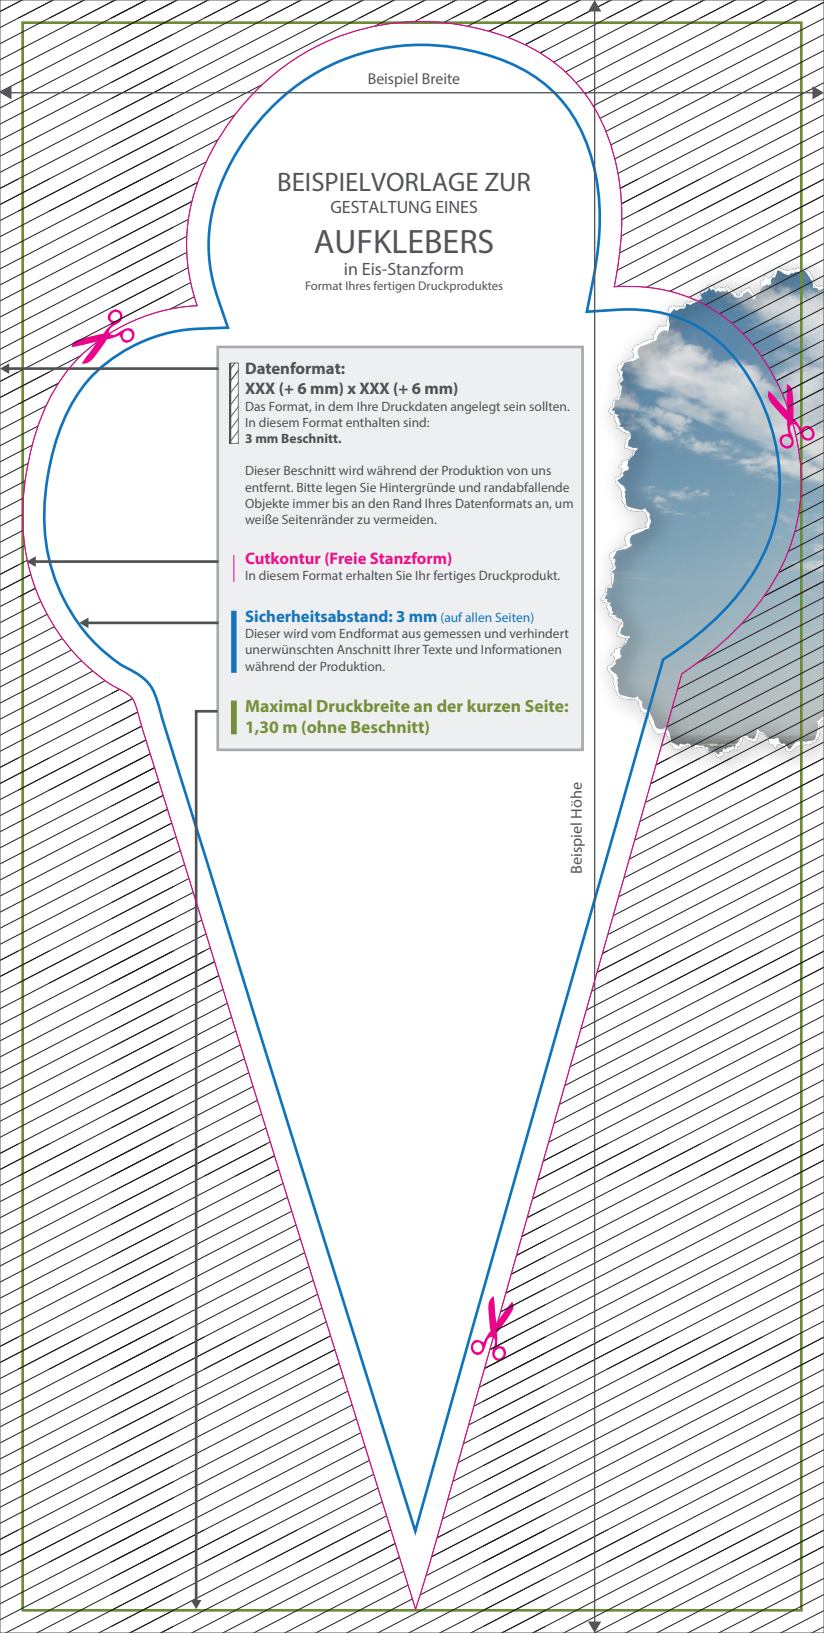 Beispiel Breite
BEISPIELVORLAGE ZUR
GESTALTUNG EINES
AUFKLEBERS
in Eis-Stanzform
Format Ihres fertigen Druckproduktes
Datenformat:
XXX (+ 6 mm) x XXX (+ 6 mm)
Das Format, in dem Ihre Druckdaten angelegt sein sollten.
In diesem Format enthalten sind:
3 mm Beschnitt.
Dieser Beschnitt wird während der Produktion von uns
entfernt. Bitte legen Sie Hintergründe und randabfallende
Objekte immer bis an den Rand Ihres Datenformats an, um
weiße Seitenränder zu vermeiden.
Cutkontur (Freie Stanzform)
In diesem Format erhalten Sie Ihr fertiges Druckprodukt.
Sicherheitsabstand: 3 mm (auf allen Seiten)
Dieser wird vom Endformat aus gemessen und verhindert
unerwünschten Anschnitt Ihrer Texte und Informationen
während der Produktion.
Maximal Druckbreite an der kurzen Seite:
1,30 m (ohne Beschnitt)
Beispiel Höhe